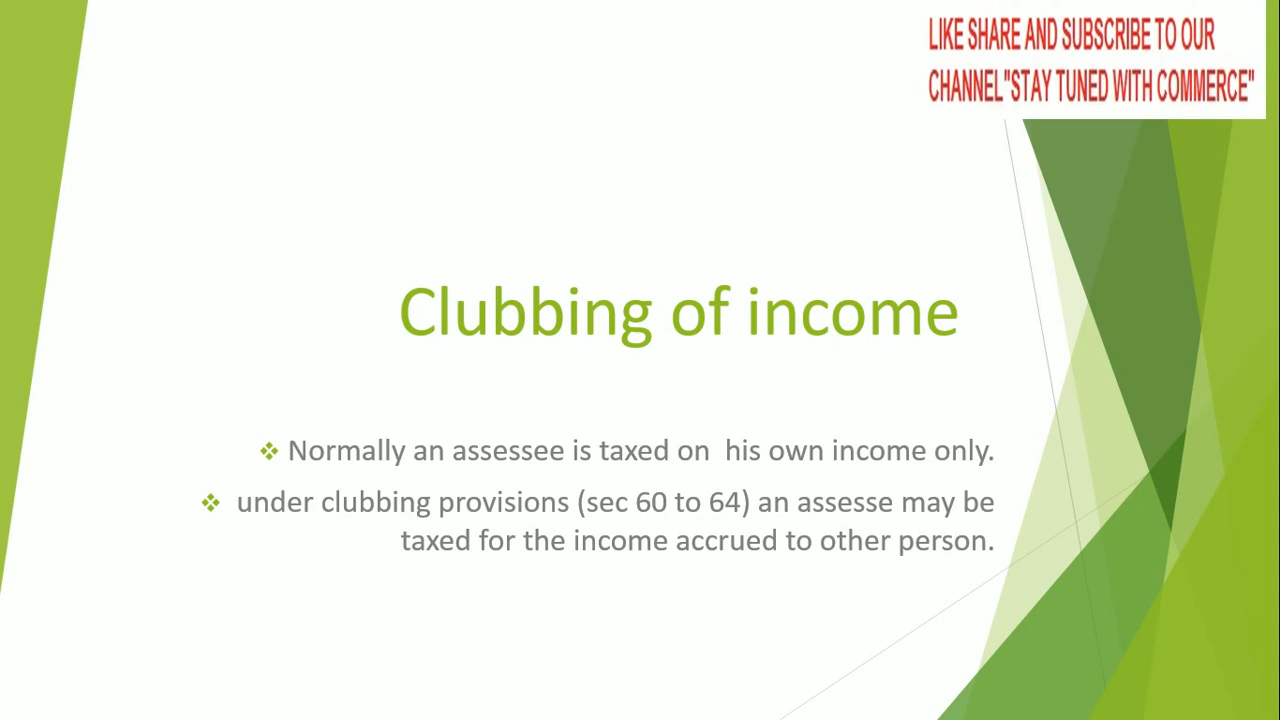 LIKE SHARE AND SUBSCRIBE TO OUR
CHANNEL"STAY TUNED WITH COMMERCE"
Clubbing of income
❖ Normally an assessee is taxed on  his own income only.
❖ under clubbing provisions (sec 60 to 64) an assesse may be
taxed for the income accrued to other person.